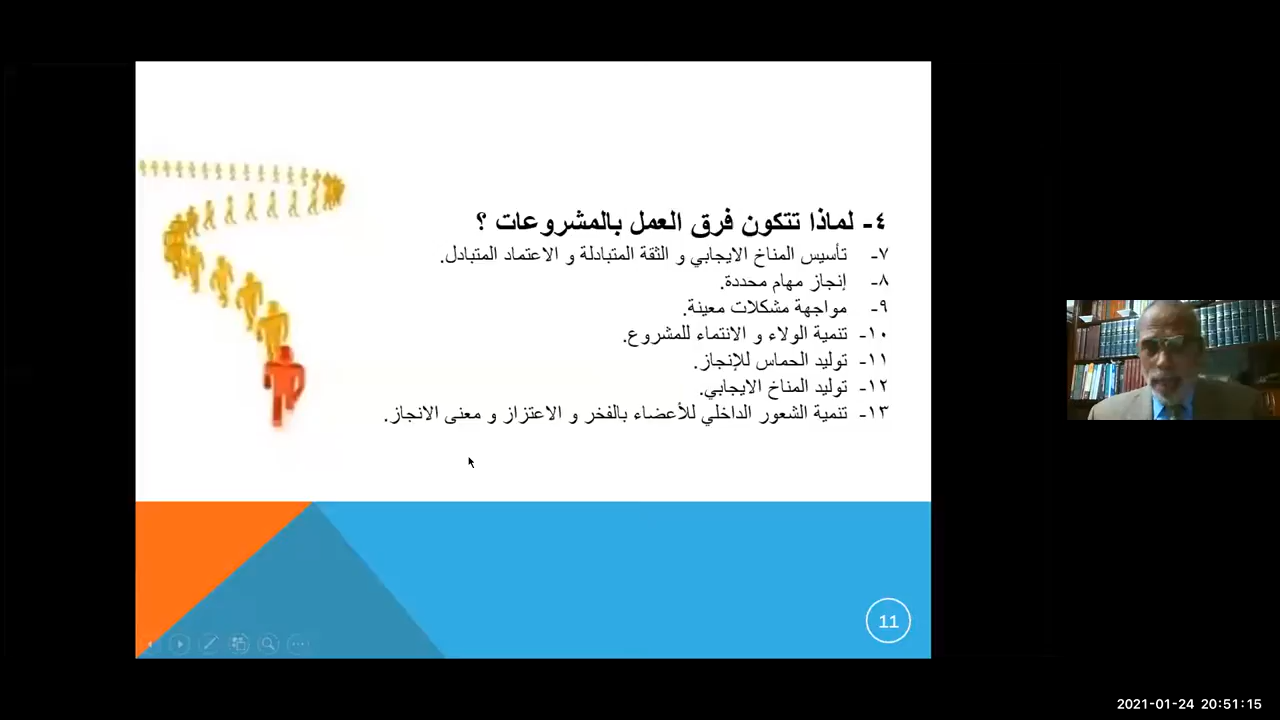 ٤- لماذا تتكون فرق العمل بالمشروعات ؟
٧- تأسيس المناخ الايجابي و الثقة المتبادلة و الاعتماد المتبادل.
٨- إنجاز مهام محددة.
٩- مواجهة مشكلات معينة.
١٠- تنمية الولاء و الانتماء للمشروع.
١١- توليد الحماس للإنجاز.
١٢- توليد المناخ الايجابي.
١٣- تنمية الشعور الداخلي للأعضاء بالفخر و الاعتزاز و معنى الانجاز.
11
2021-01-24 20:51:15